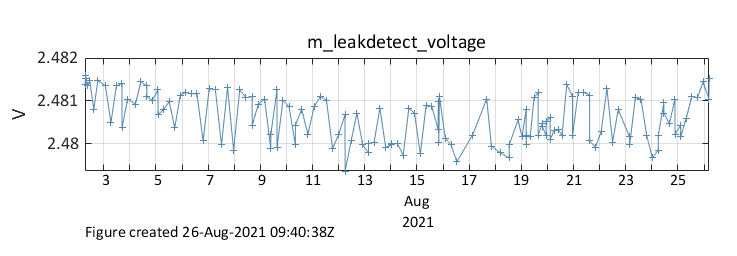 m_leakdetect_voltage
2.482
2.481
2.48
V
3 5 7 9 11 13 15 17 19 21 23 25
Aug
2021
Figure created 26-Aug-2021 09:40:38Z